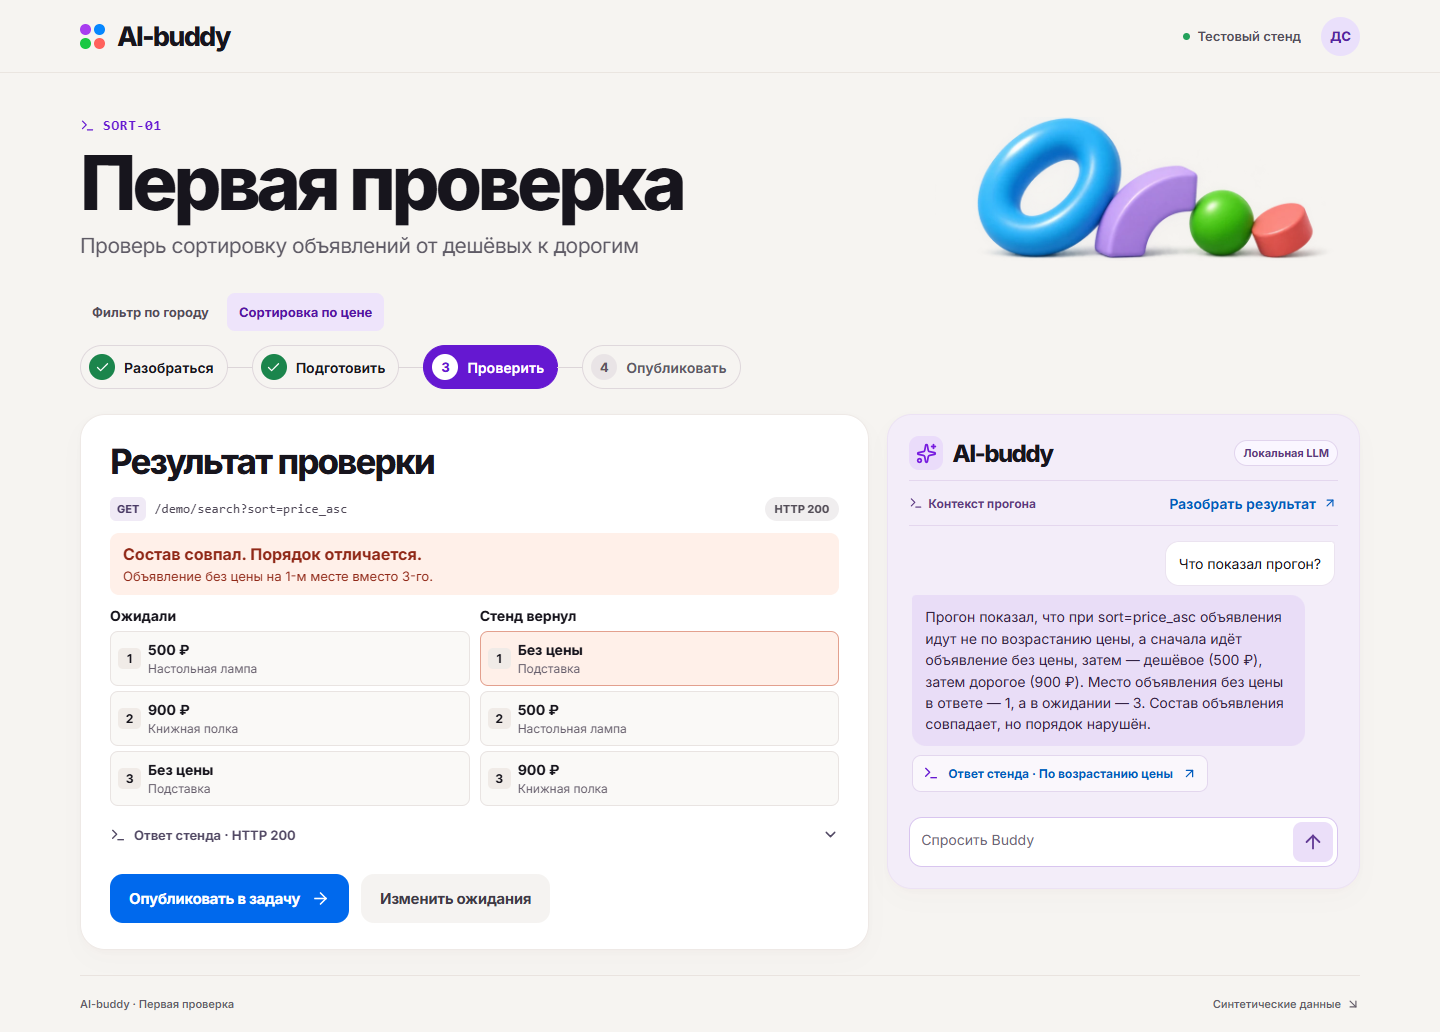 AI-buddy
Тестовый стенд
ДС
SORT-01
Первая проверка
Проверь сортировку объявлений от дешёвых к дорогим
Фильтр по городу
Сортировка по цене
Разобраться
Подготовить
3 Проверить
4 Опубликовать
Результат проверки
GET /demo/search?sort=price_asc
HTTP 200
Состав совпал. Порядок отличается.
Объявление без цены на 1-м месте вместо 3-го.
Ожидали
1 500 ₽
Настольная лампа
2 900 ₽
Книжная полка
3 Без цены
Подставка
Стенд вернул
1 Без цены
Подставка
2 500 ₽
Настольная лампа
3 900 ₽
Книжная полка
Ответ стенда · HTTP 200
Опубликовать в задачу
Изменить ожидания
AI-buddy
Локальная LLM
Контекст прогона
Разобрать результат
Что показал прогон?
Прогон показал, что при sort=price_asc объявления
идут не по возрастанию цены, а сначала идёт
объявление без цены, затем — дешёвое (500 ₽),
затем дорогое (900 ₽). Место объявления без цены
в ответе — 1, а в ожидании — 3. Состав объявления
совпадает, но порядок нарушён.
Ответ стенда · По возрастанию цены
Спросить Buddy
AI-buddy · Первая проверка
Синтетические данные